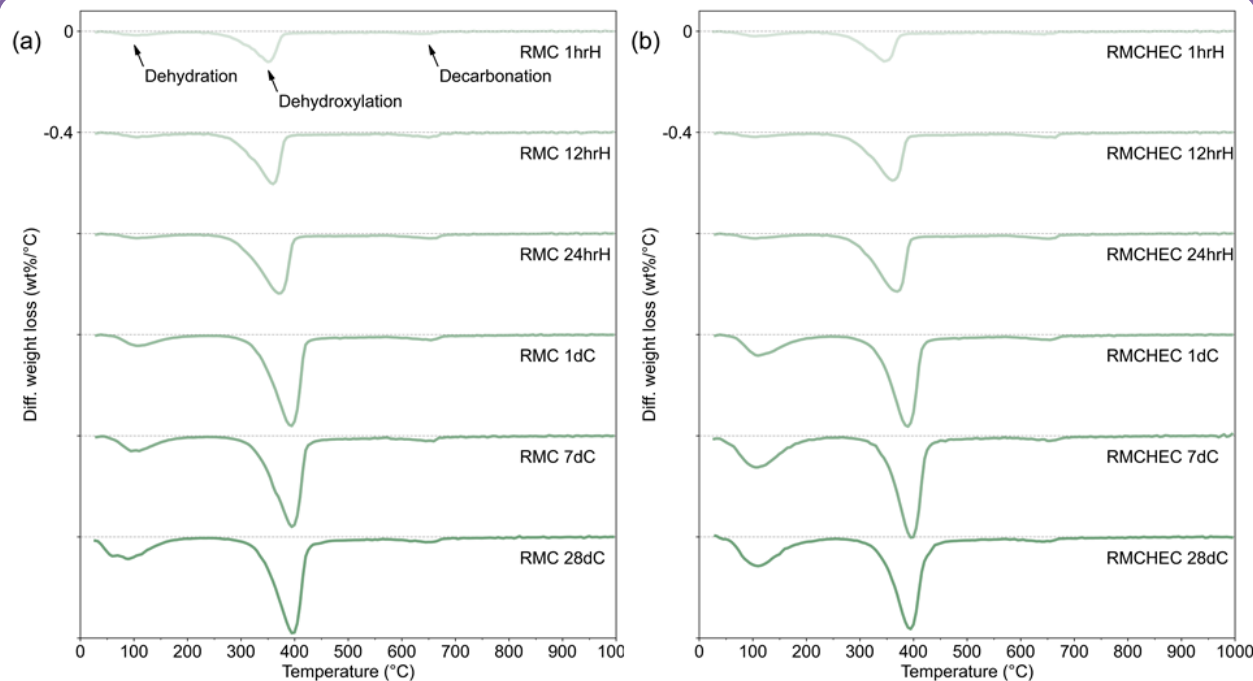 (a)
0
RMC 1hrH
Dehydration
Dehydroxylation
Decarbonation
-0.4
RMC 12hrH
RMC 24hrH
RMC 1dC
RMC 7dC
RMC 28dC
Diff. weight loss (wt%/°C)
0 100 200 300 400 500 600 700 800 900 1000
Temperature (°C)
(b)
0
RMCHEC 1hrH
-0.4
RMCHEC 12hrH
RMCHEC 24hrH
RMCHEC 1dC
RMCHEC 7dC
RMCHEC 28dC
Diff. weight loss (wt%/°C)
0 100 200 300 400 500 600 700 800 900 1000
Temperature (°C)